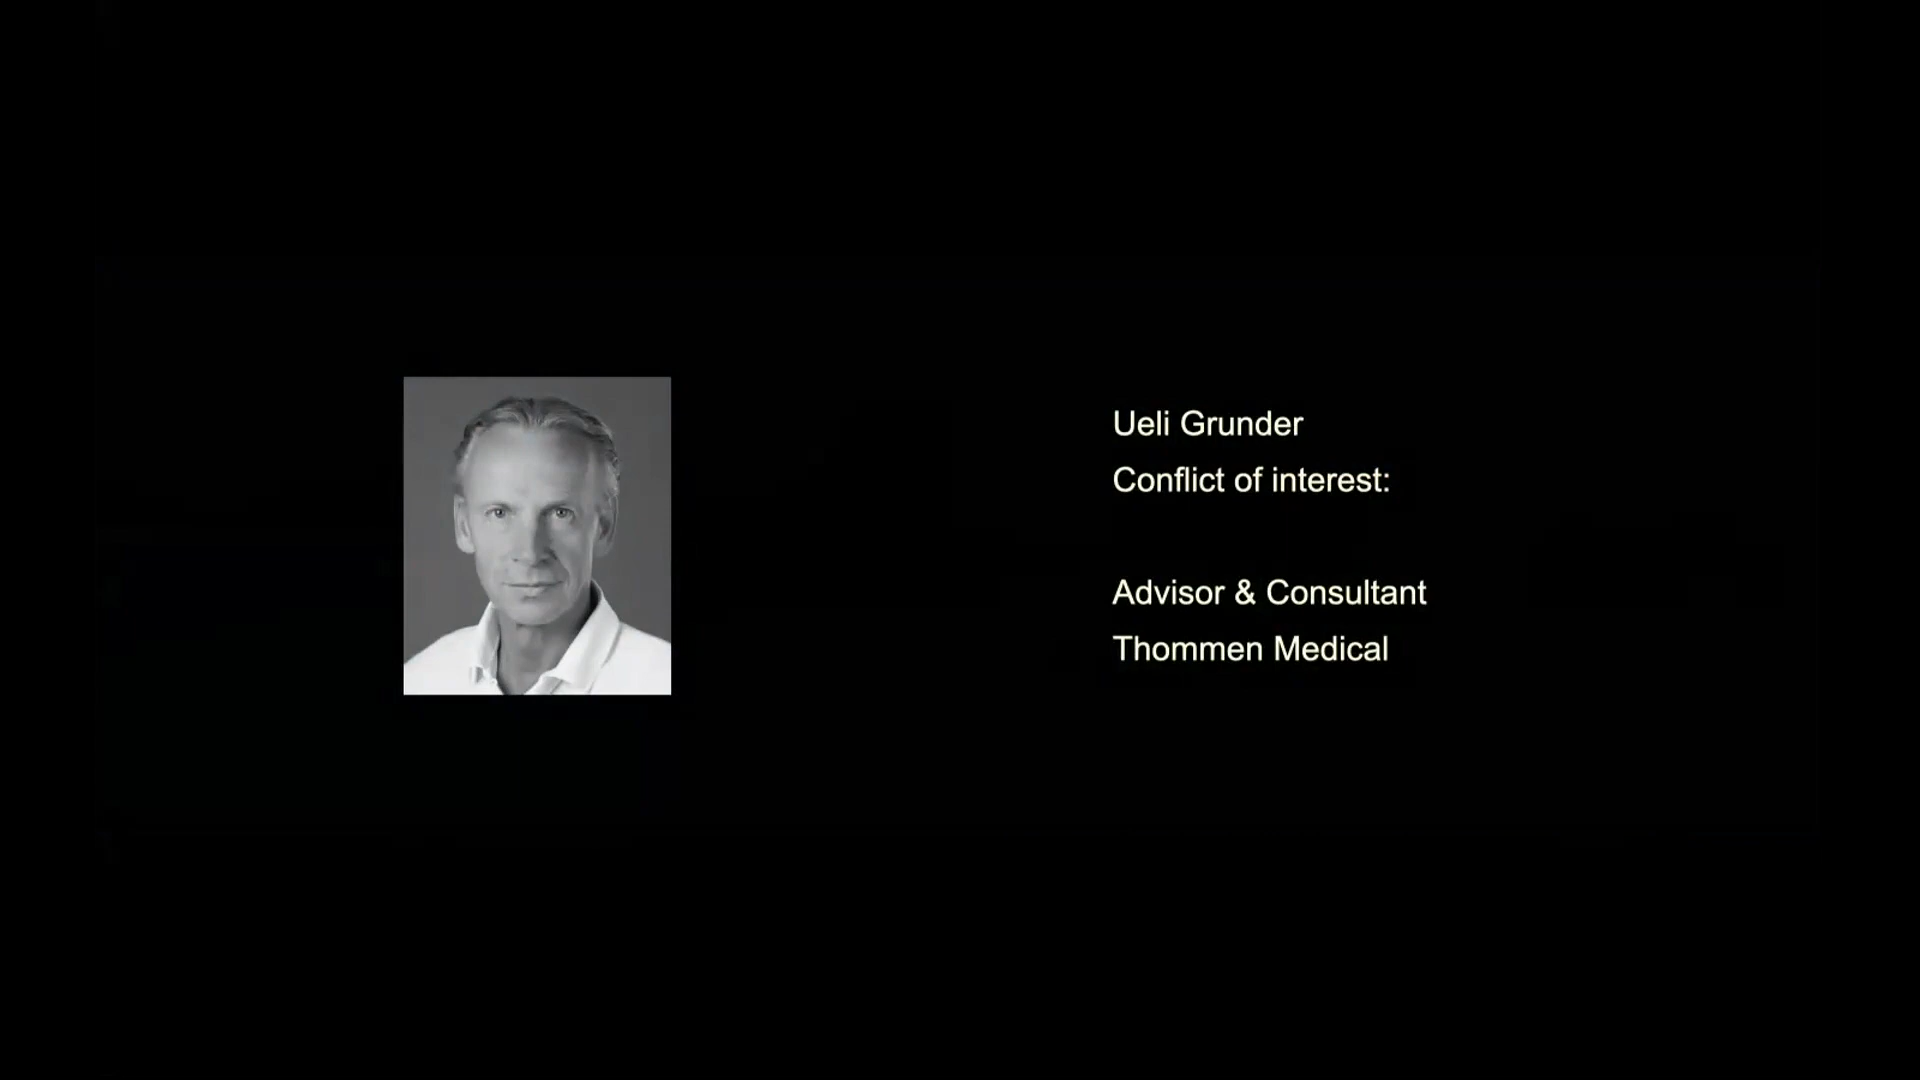 Ueli Grunder
Conflict of interest:
Advisor & Consultant
Thommen Medical